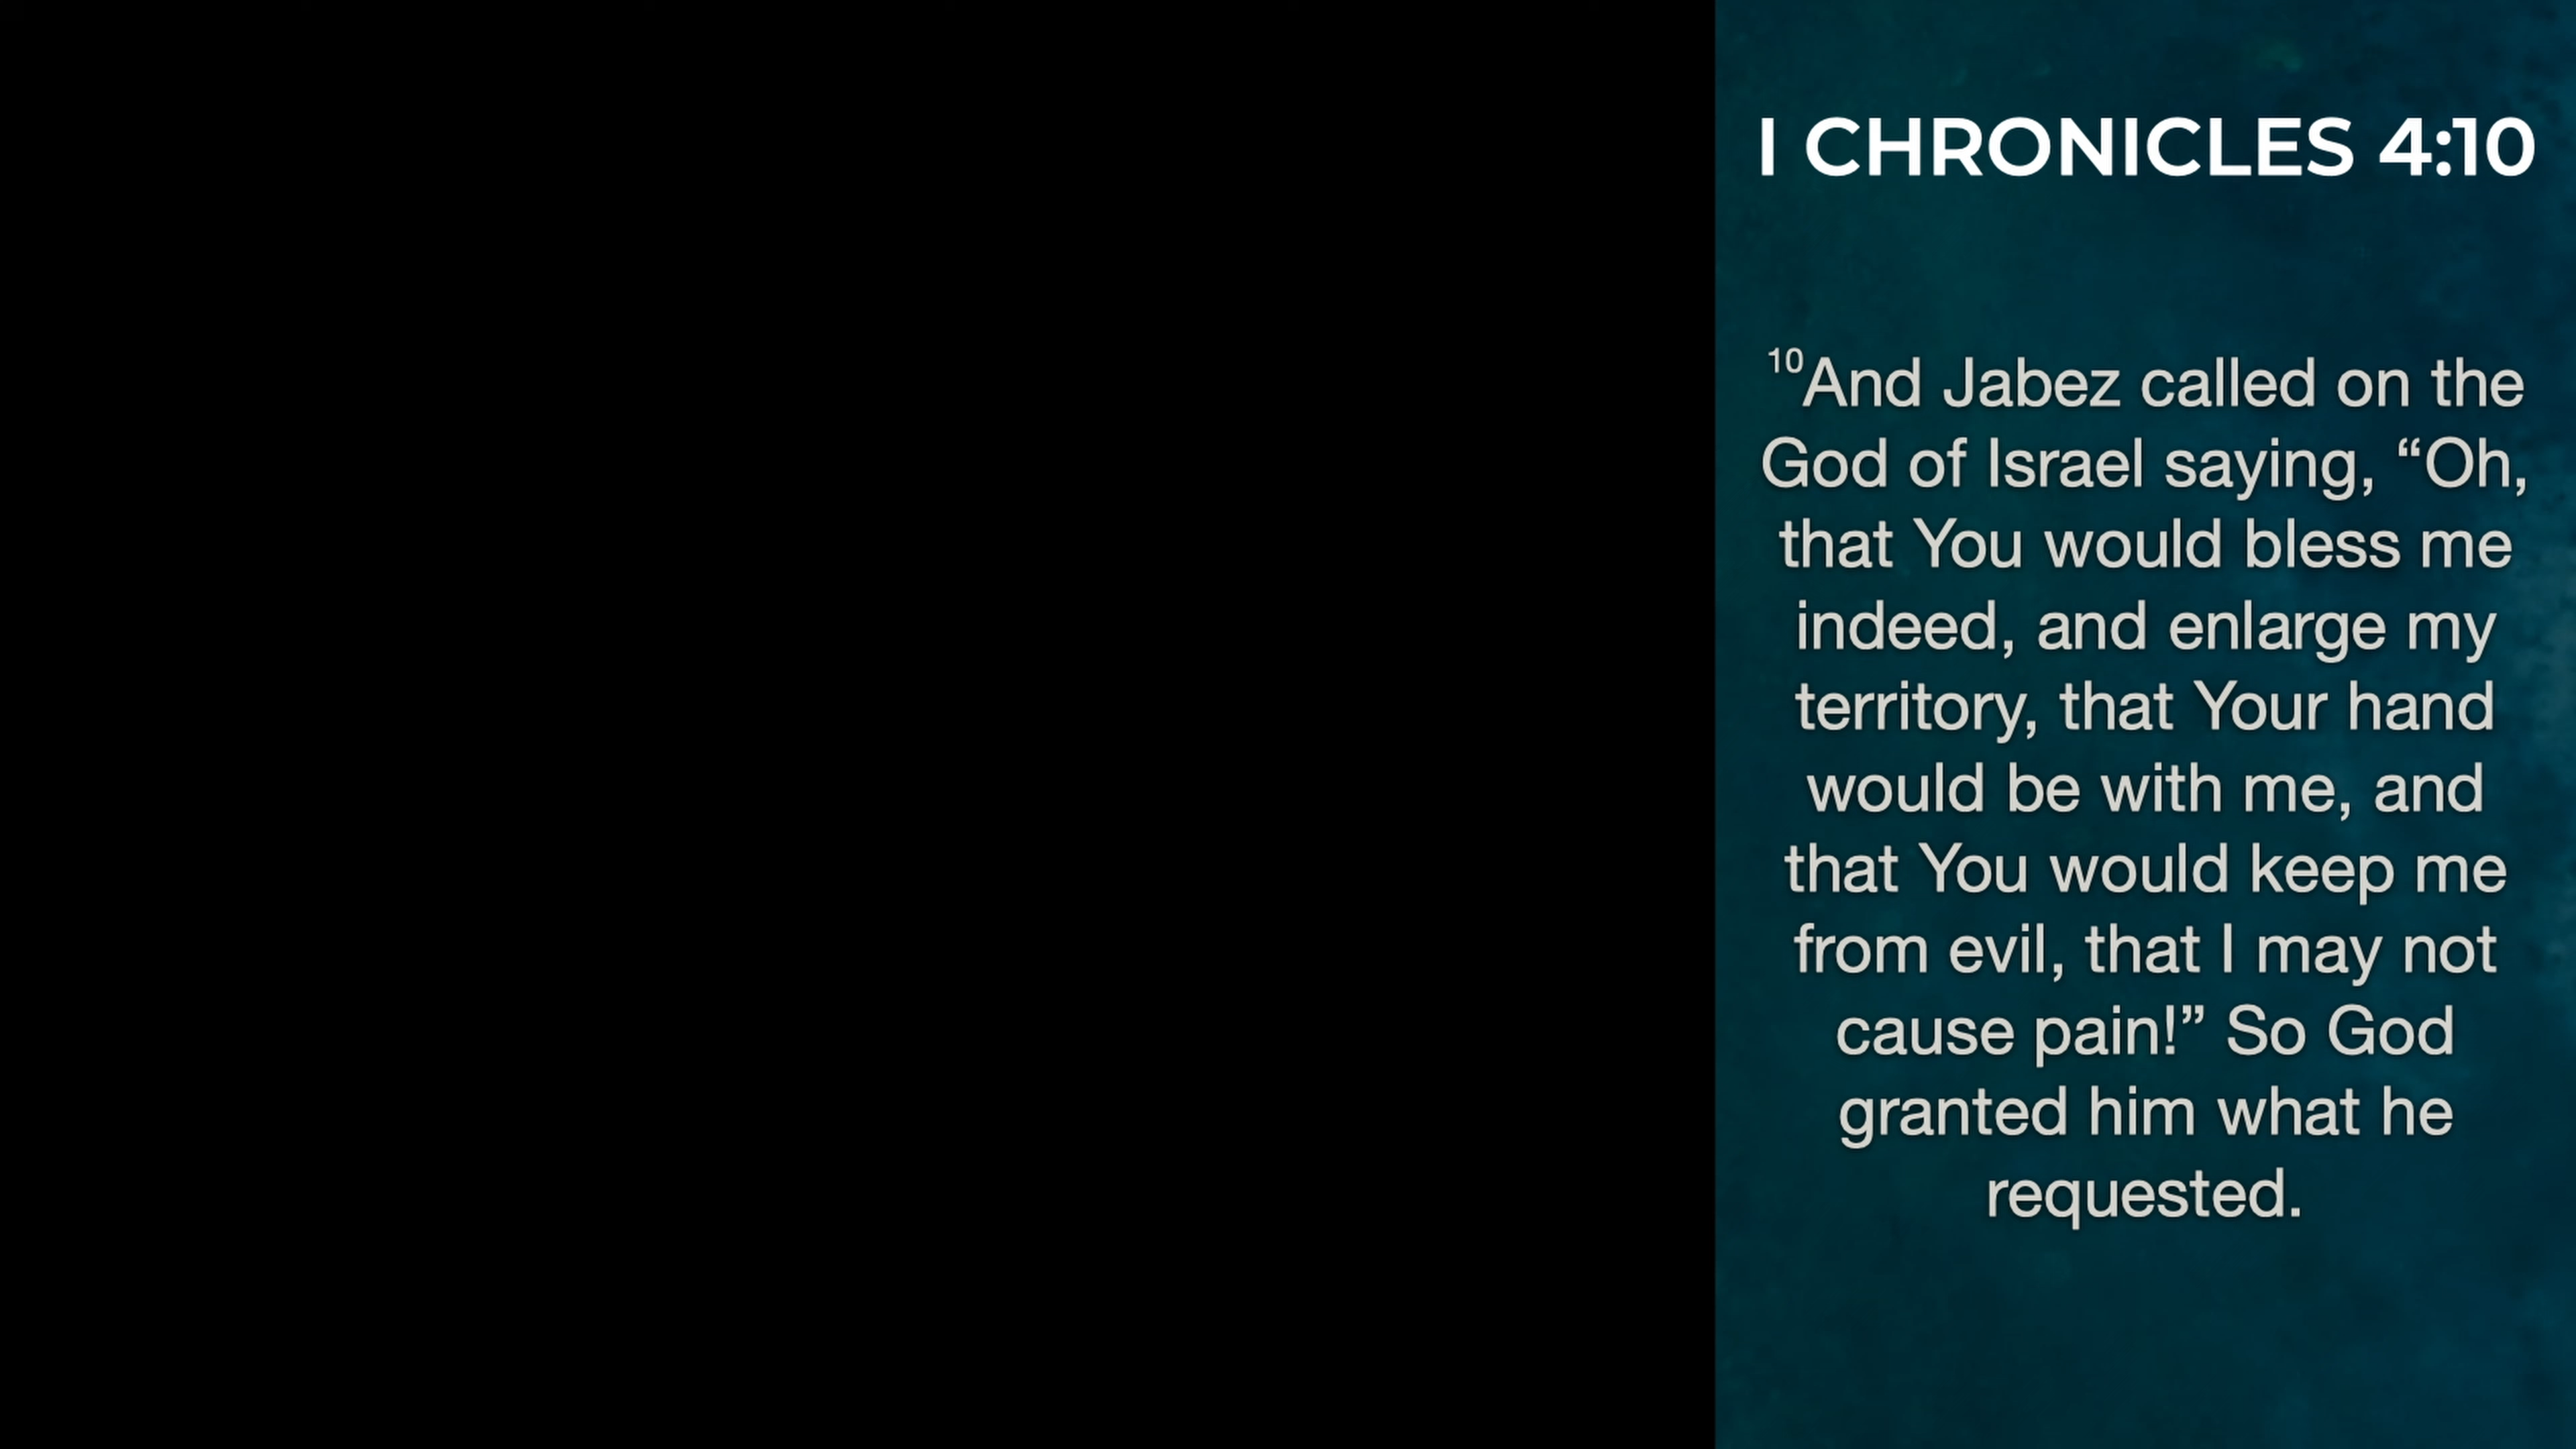 I CHRONICLES 4:10
10And Jabez called on the
God of Israel saying, “Oh,
that You would bless me
indeed, and enlarge my
territory, that Your hand
would be with me, and
that You would keep me
from evil, that I may not
cause pain!” So God
granted him what he
requested.